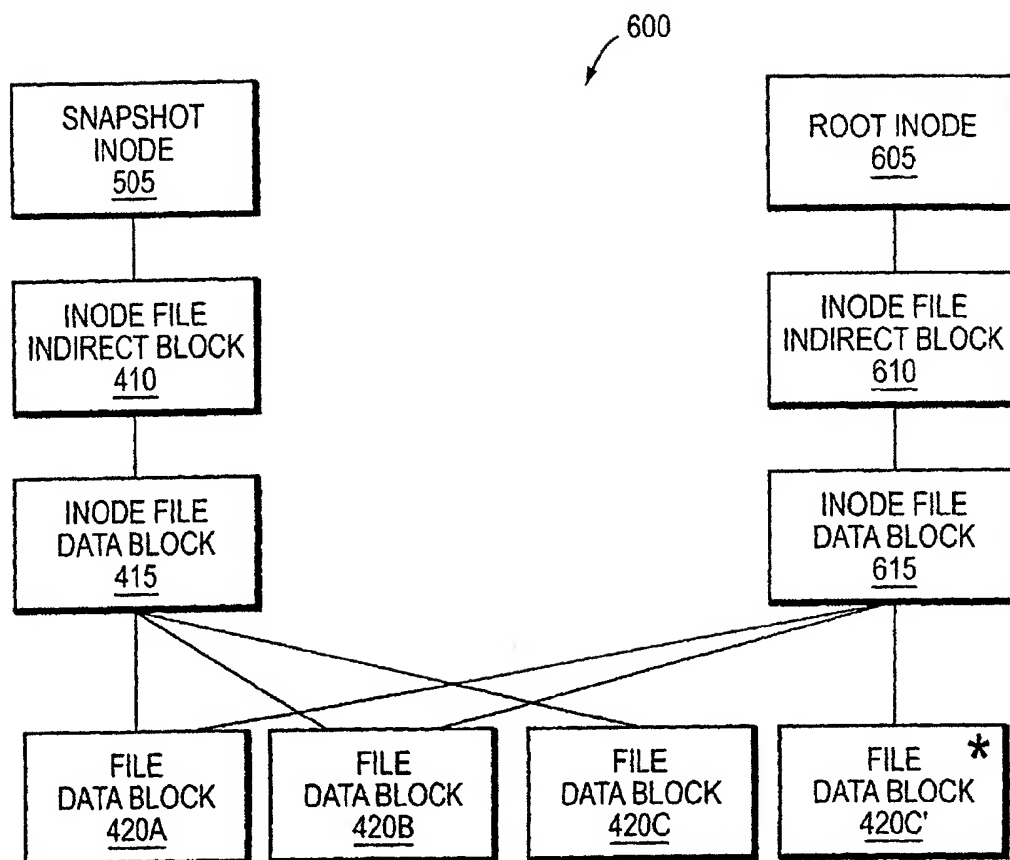 600
SNAPSHOT
INODE
505
ROOT INODE
605
INODE FILE
INDIRECT BLOCK
410
INODE FILE
INDIRECT BLOCK
610
INODE FILE
DATA BLOCK
415
INODE FILE
DATA BLOCK
615
FILE
DATA BLOCK
420A
FILE
DATA BLOCK
420B
FILE
DATA BLOCK
420C
FILE *
DATA BLOCK
420C'